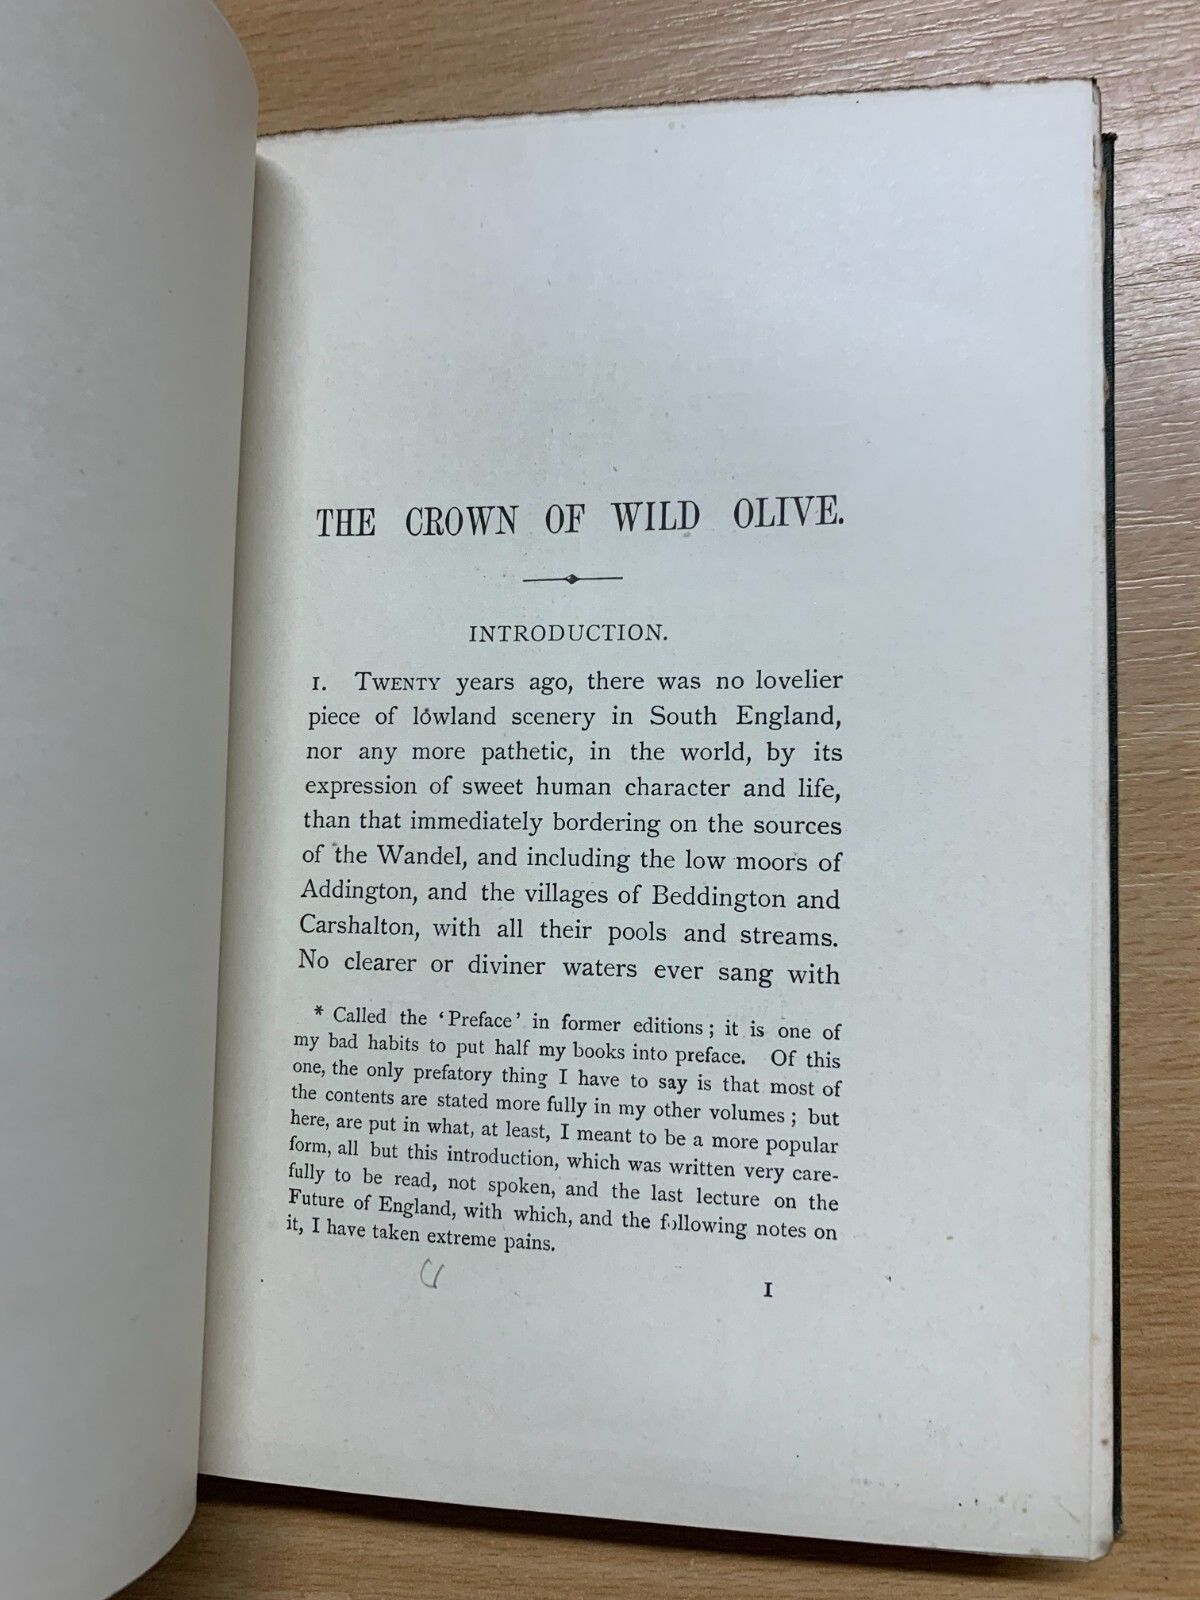 THE CROWN OF WILD OLIVE.
INTRODUCTION.
1. TWENTY years ago, there was no lovelier
piece of lowland scenery in South England,
nor any more pathetic, in the world, by its
expression of sweet human character and life,
than that immediately bordering on the sources
of the Wandel, and including the low moors of
Addington, and the villages of Beddington and
Carshalton, with all their pools and streams.
No clearer or diviner waters ever sang with
* Called the ‘Preface’ in former editions; it is one of
my bad habits to put half my books into preface. Of this
one, the only prefatory thing I have to say is that most of
the contents are stated more fully in my other volumes; but
here, are put in what, at least, I meant to be a more popular
form, all but this introduction, which was written very care-
fully to be read, not spoken, and the last lecture on the
Future of England, with which, and the following notes on
it, I have taken extreme pains.
1